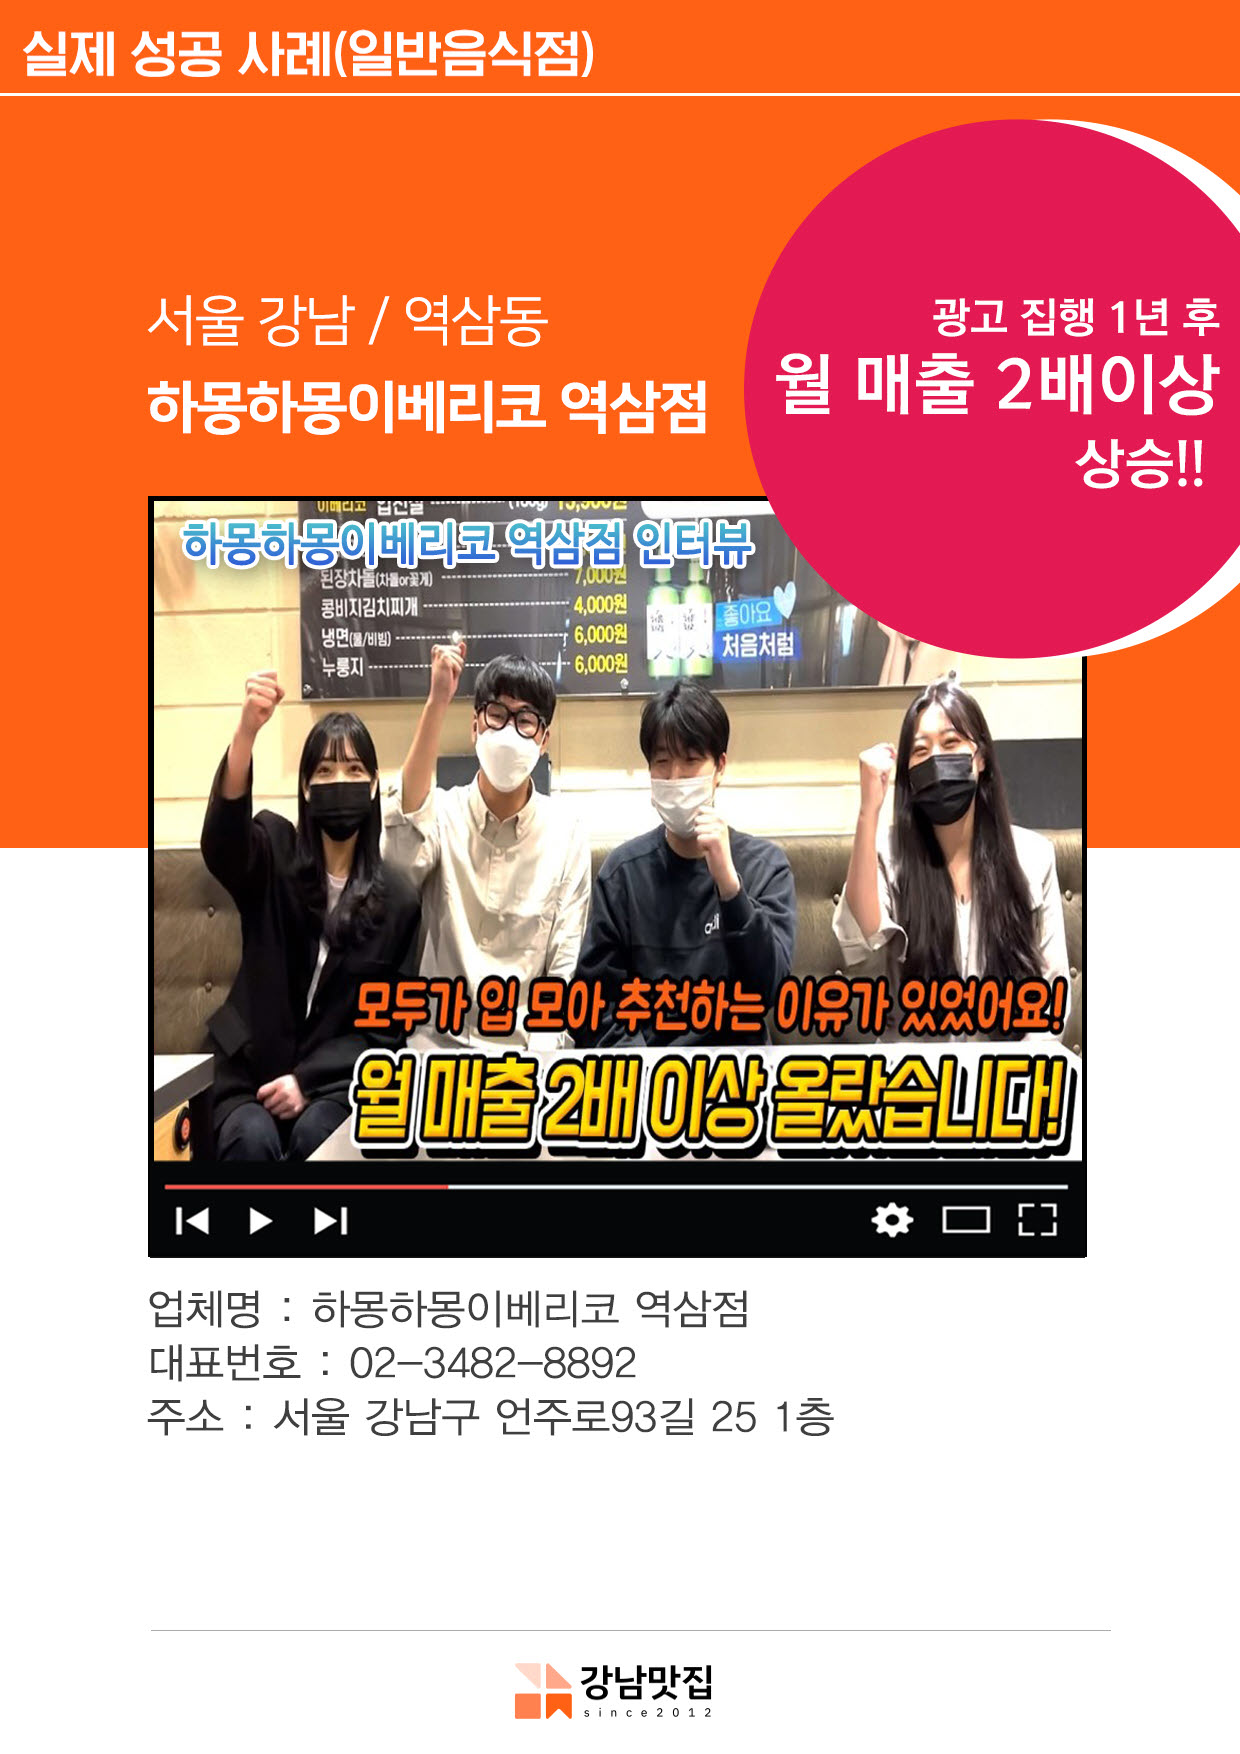 실제 성공 사례(일반음식점)
서울 강남 / 역삼동
하몽하몽이베리코 역삼점
광고 집행 1년 후
월 매출 2배이상
상승!!
하몽하몽이베리코 역삼점 인터뷰
된장차돌(차돌or꽃게) 7,000원
콩비지김치찌개 4,000원
냉면(물/비빔) 6,000원
누룽지 6,000원
좋아요
처음처럼
모두가 입 모아 추천하는 이유가 있었어요!
월 매출 2배 이상 올랐습니다!
업체명 : 하몽하몽이베리코 역삼점
대표번호 : 02-3482-8892
주소 : 서울 강남구 언주로93길 25 1층
강남맛집
since2012